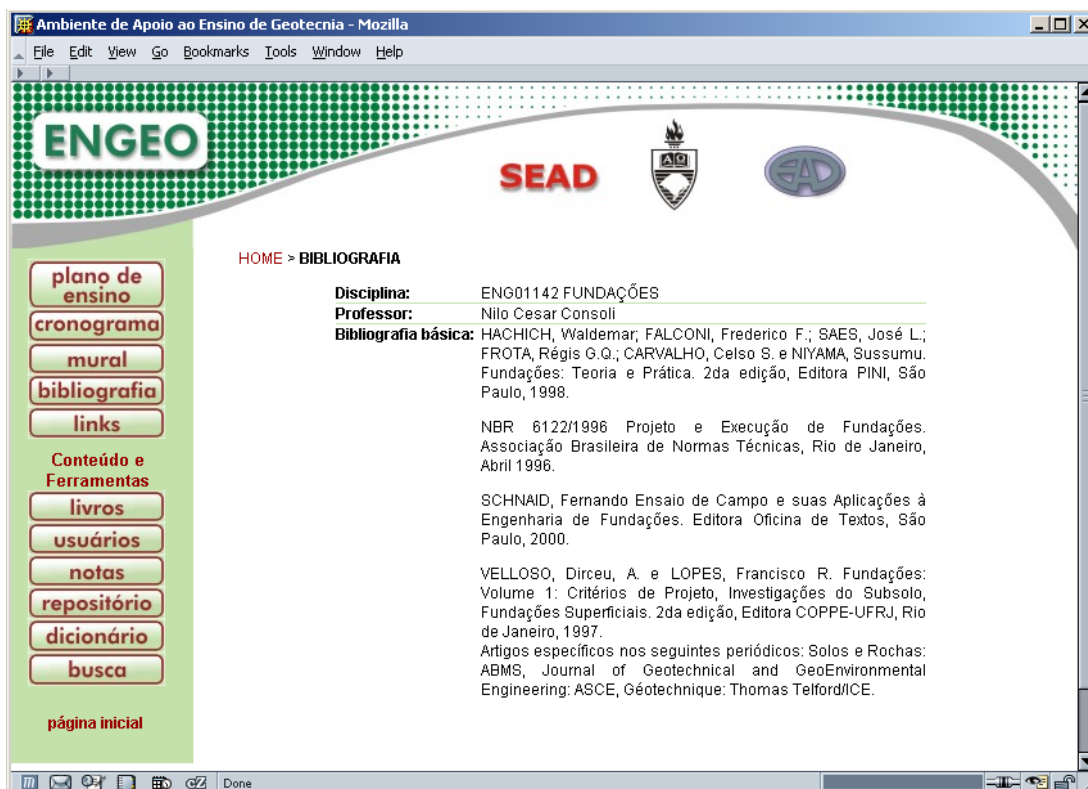 Ambiente de Apoio ao Ensino de Geotecnia - Mozilla
File Edit View Go Bookmarks Tools Window Help
ENGEO
SEAD
ΑΩ
EAD
HOME > BIBLIOGRAFIA
plano de
ensino
cronograma
mural
bibliografia
links
Conteúdo e
Ferramentas
livros
usuários
notas
repositório
dicionário
busca
página inicial
Disciplina: ENG01142 FUNDAÇÕES
Professor: Nilo Cesar Consoli
Bibliografia básica: HACHICH, Waldemar; FALCONI, Frederico F.; SAES, José L.;
FROTA, Régis G.Q.; CARVALHO, Celso S. e NIYAMA, Sussumu.
Fundações: Teoria e Prática. 2da edição, Editora PINI, São
Paulo, 1998.
NBR 6122/1996 Projeto e Execução de Fundações.
Associação Brasileira de Normas Técnicas, Rio de Janeiro,
Abril 1996.
SCHNAID, Fernando Ensaio de Campo e suas Aplicações à
Engenharia de Fundações. Editora Oficina de Textos, São
Paulo, 2000.
VELLOSO, Dirceu, A. e LOPES, Francisco R. Fundações:
Volume 1: Critérios de Projeto, Investigações do Subsolo,
Fundações Superficiais. 2da edição, Editora COPPE-UFRJ, Rio
de Janeiro, 1997.
Artigos específicos nos seguintes periódicos: Solos e Rochas:
ABMS, Journal of Geotechnical and GeoEnvironmental
Engineering: ASCE, Géotechnique: Thomas Telford/ICE.
Done